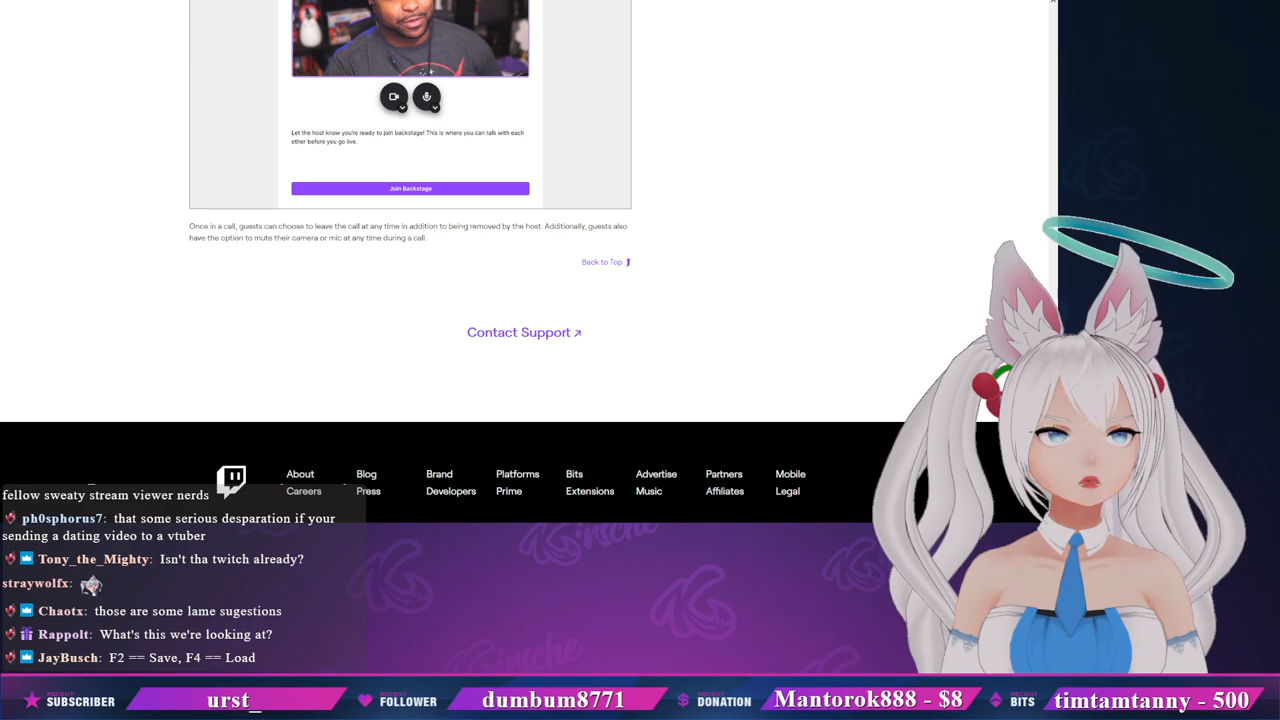 Let the host know you're ready to join backstage! This is where you can talk with each
other before you go live.
Join Backstage
Once in a call, guests can choose to leave the call at any time in addition to being removed by the host. Additionally, guests also
have the option to mute their camera or mic at any time during a call.
Back to Top
Contact Support ↗
About Blog Brand Platforms Bits Advertise Partners Mobile
Careers Press Developers Prime Extensions Music Affiliates Legal
fellow sweaty stream viewer nerds
ph0sphorus7: that some serious desparation if your
sending a dating video to a vtuber
Tony_the_Mighty: Isn't tha twitch already?
straywolfx:
Chaotx: those are some lame sugestions
Rappolt: What's this we're looking at?
JayBusch: F2 == Save, F4 == Load
RECENT SUBSCRIBER urst_
RECENT FOLLOWER dumbum8771
RECENT DONATION Mantorok888 - $8
RECENT BITS timtamtanny - 500